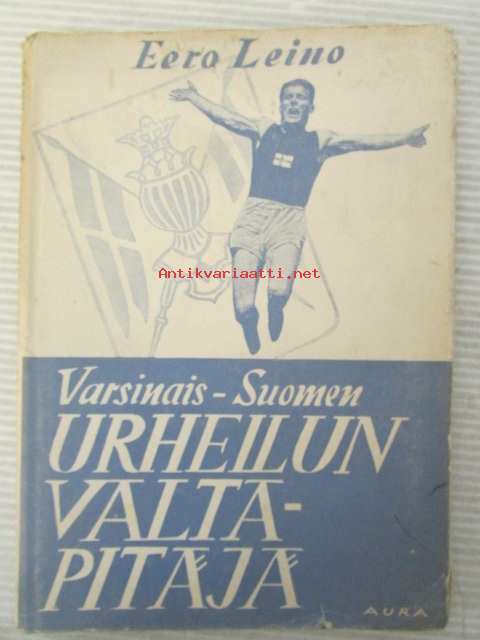 Eero Leino
Antikvariaatti.net
Varsinais-Suomen
URHEILUN
VALTA-
PITÄJÄ
AURA